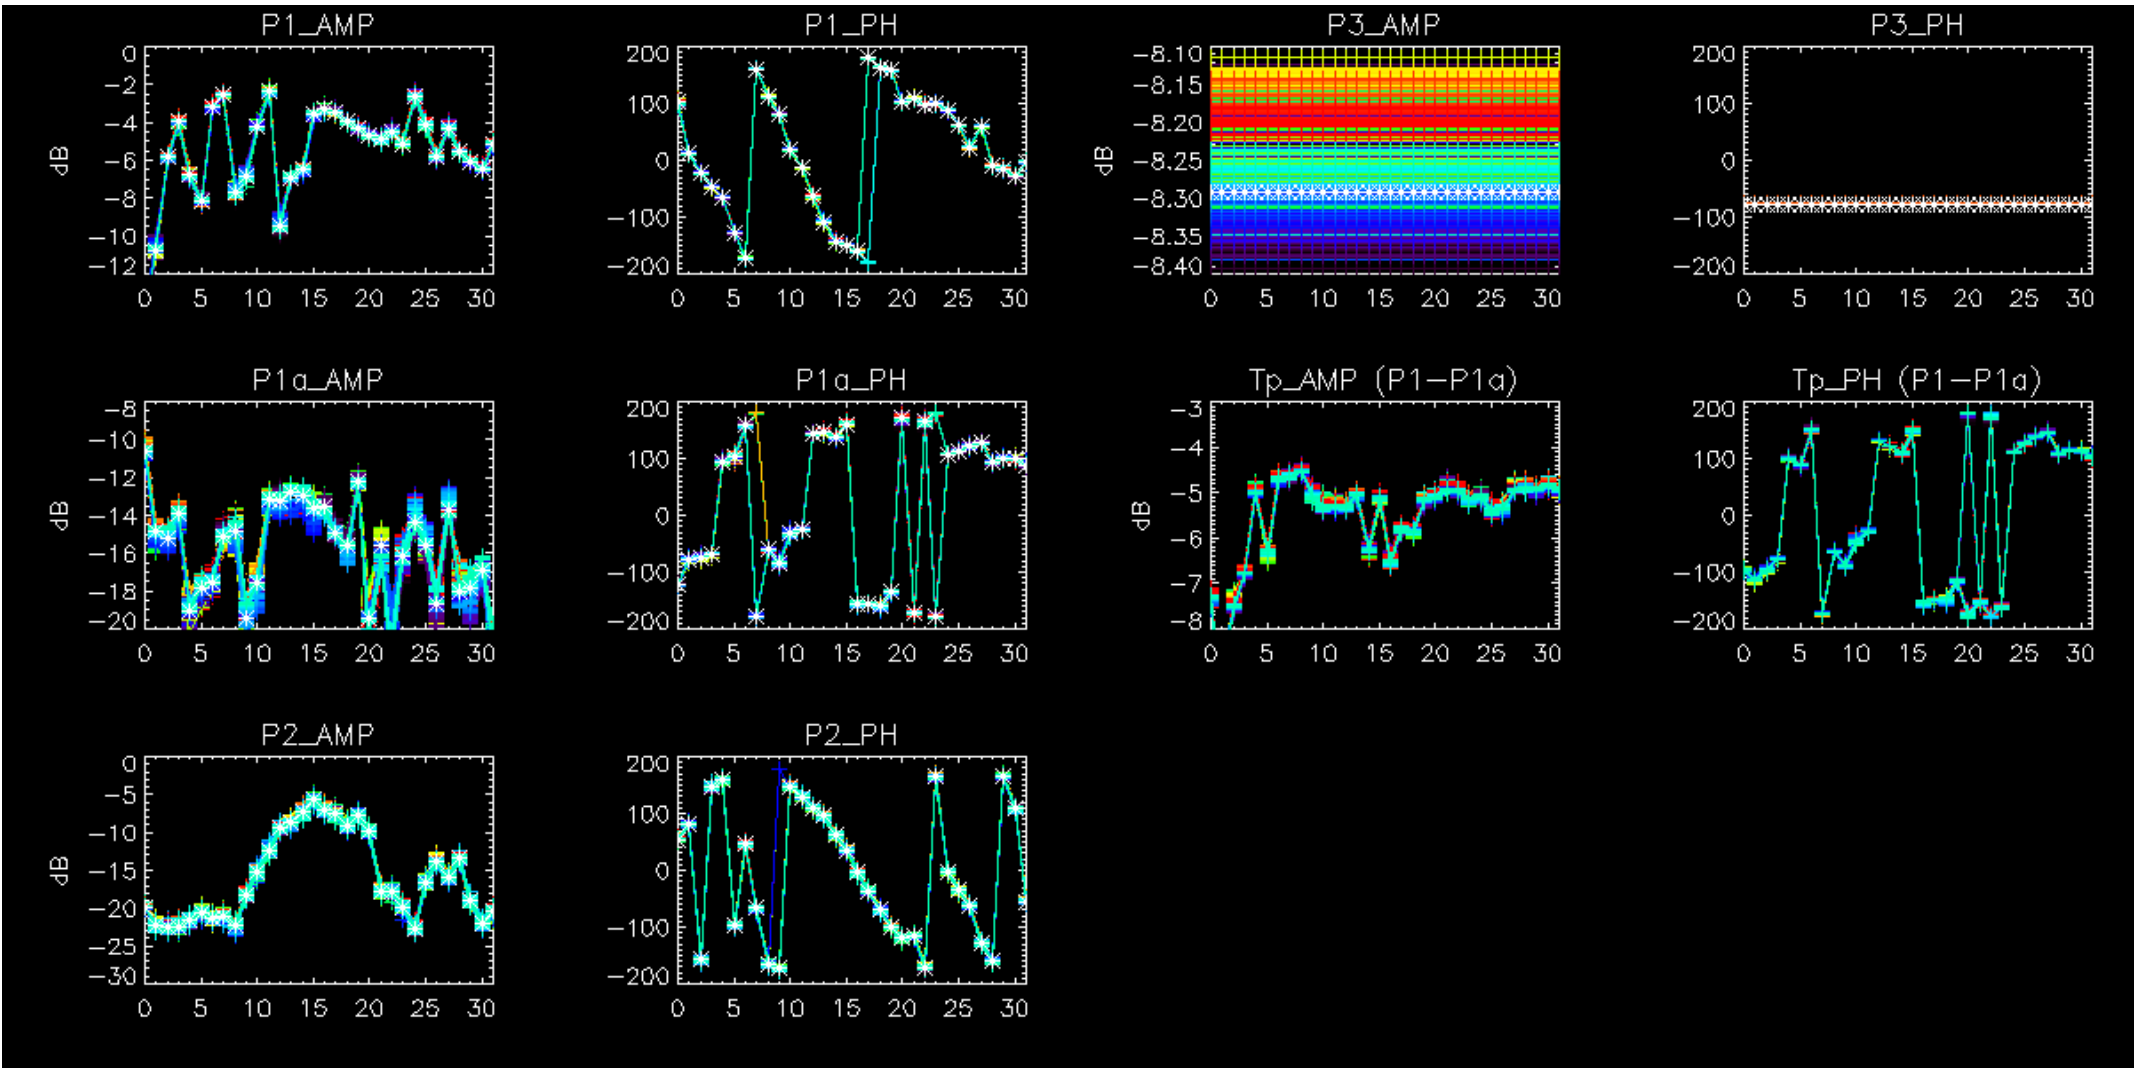 P1_AMP
P1_PH
P3_AMP
P3_PH
0
−2
−4
−6
−8
−10
−12
dB
0 5 10 15 20 25 30
200
100
0
−100
−200
0 5 10 15 20 25 30
−8.10
−8.15
−8.20
−8.25
−8.30
−8.35
−8.40
dB
0 5 10 15 20 25 30
200
100
0
−100
−200
0 5 10 15 20 25 30
P1a_AMP
P1a_PH
Tp_AMP (P1−P1a)
Tp_PH (P1−P1a)
−8
−10
−12
−14
−16
−18
−20
dB
0 5 10 15 20 25 30
200
100
0
−100
−200
0 5 10 15 20 25 30
−3
−4
−5
−6
−7
−8
dB
0 5 10 15 20 25 30
200
100
0
−100
−200
0 5 10 15 20 25 30
P2_AMP
P2_PH
0
−5
−10
−15
−20
−25
−30
dB
0 5 10 15 20 25 30
200
100
0
−100
−200
0 5 10 15 20 25 30